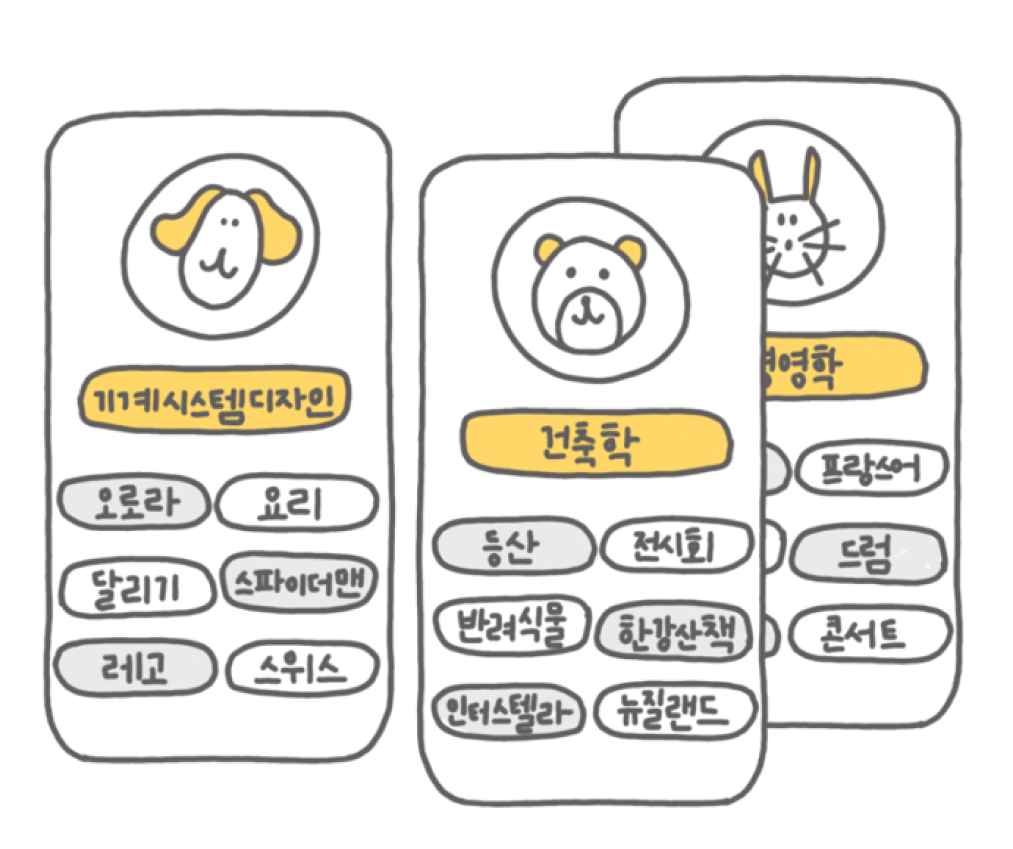 기계시스템디자인
오로라 요리
달리기 스파이더맨
레고 스위스
건축학
등산 전시회
반려식물 한강산책
인터스텔라 뉴질랜드
경영학
프랑스어
드럼
콘서트